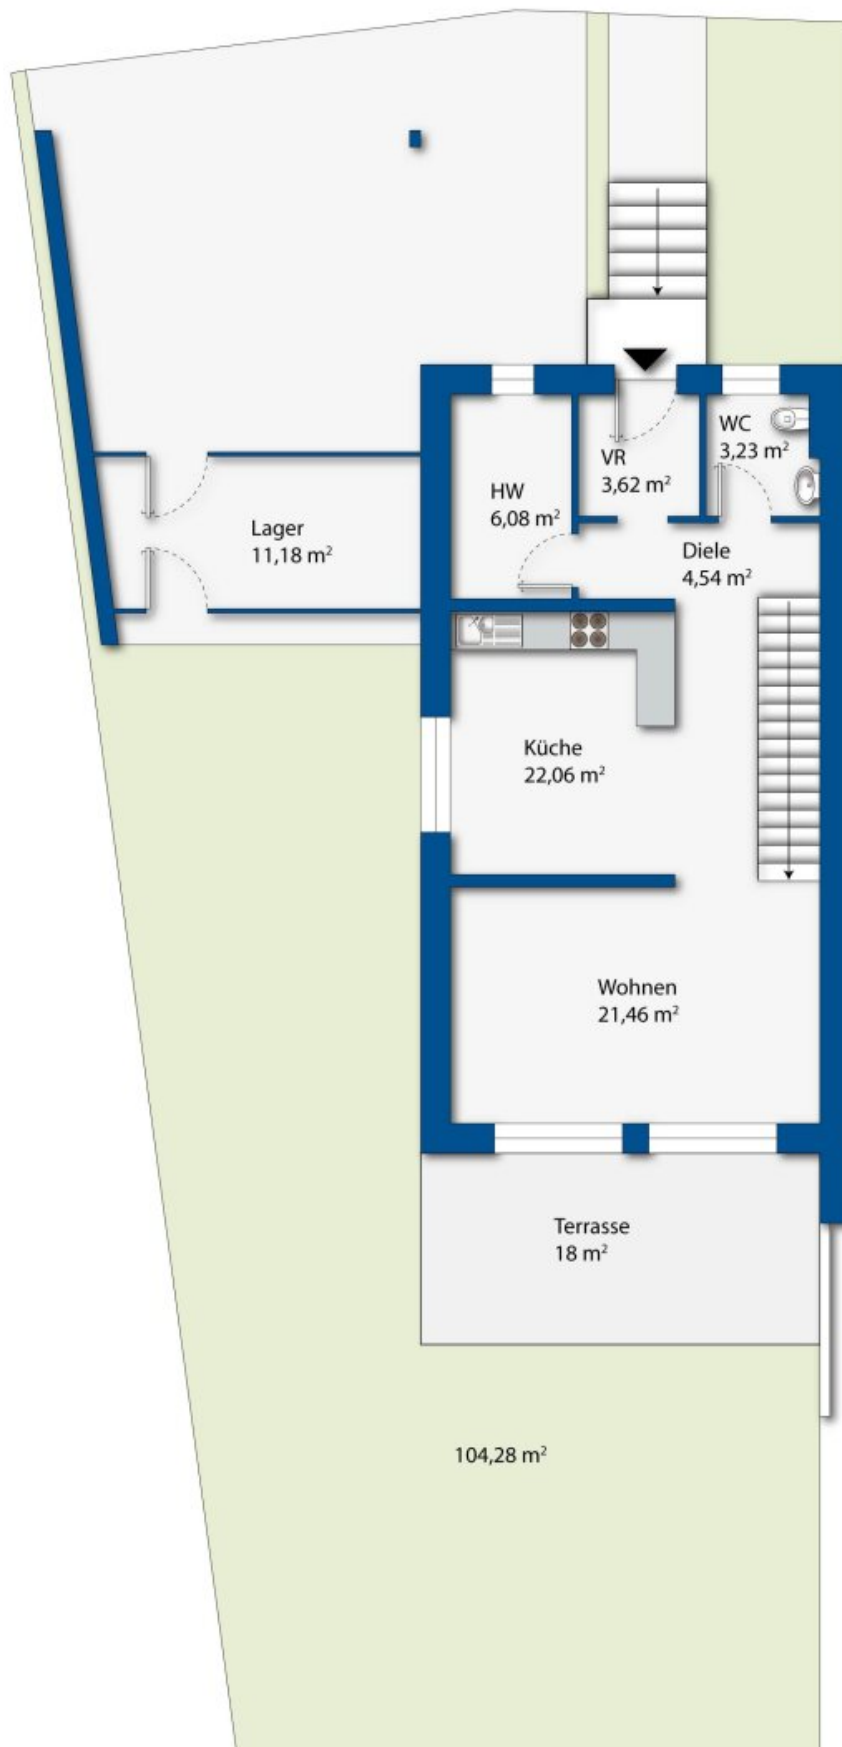 WC
3,23 m²
VR
3,62 m²
HW
6,08 m²
Lager
11,18 m²
Diele
4,54 m²
Küche
22,06 m²
Wohnen
21,46 m²
Terrasse
18 m²
104,28 m²